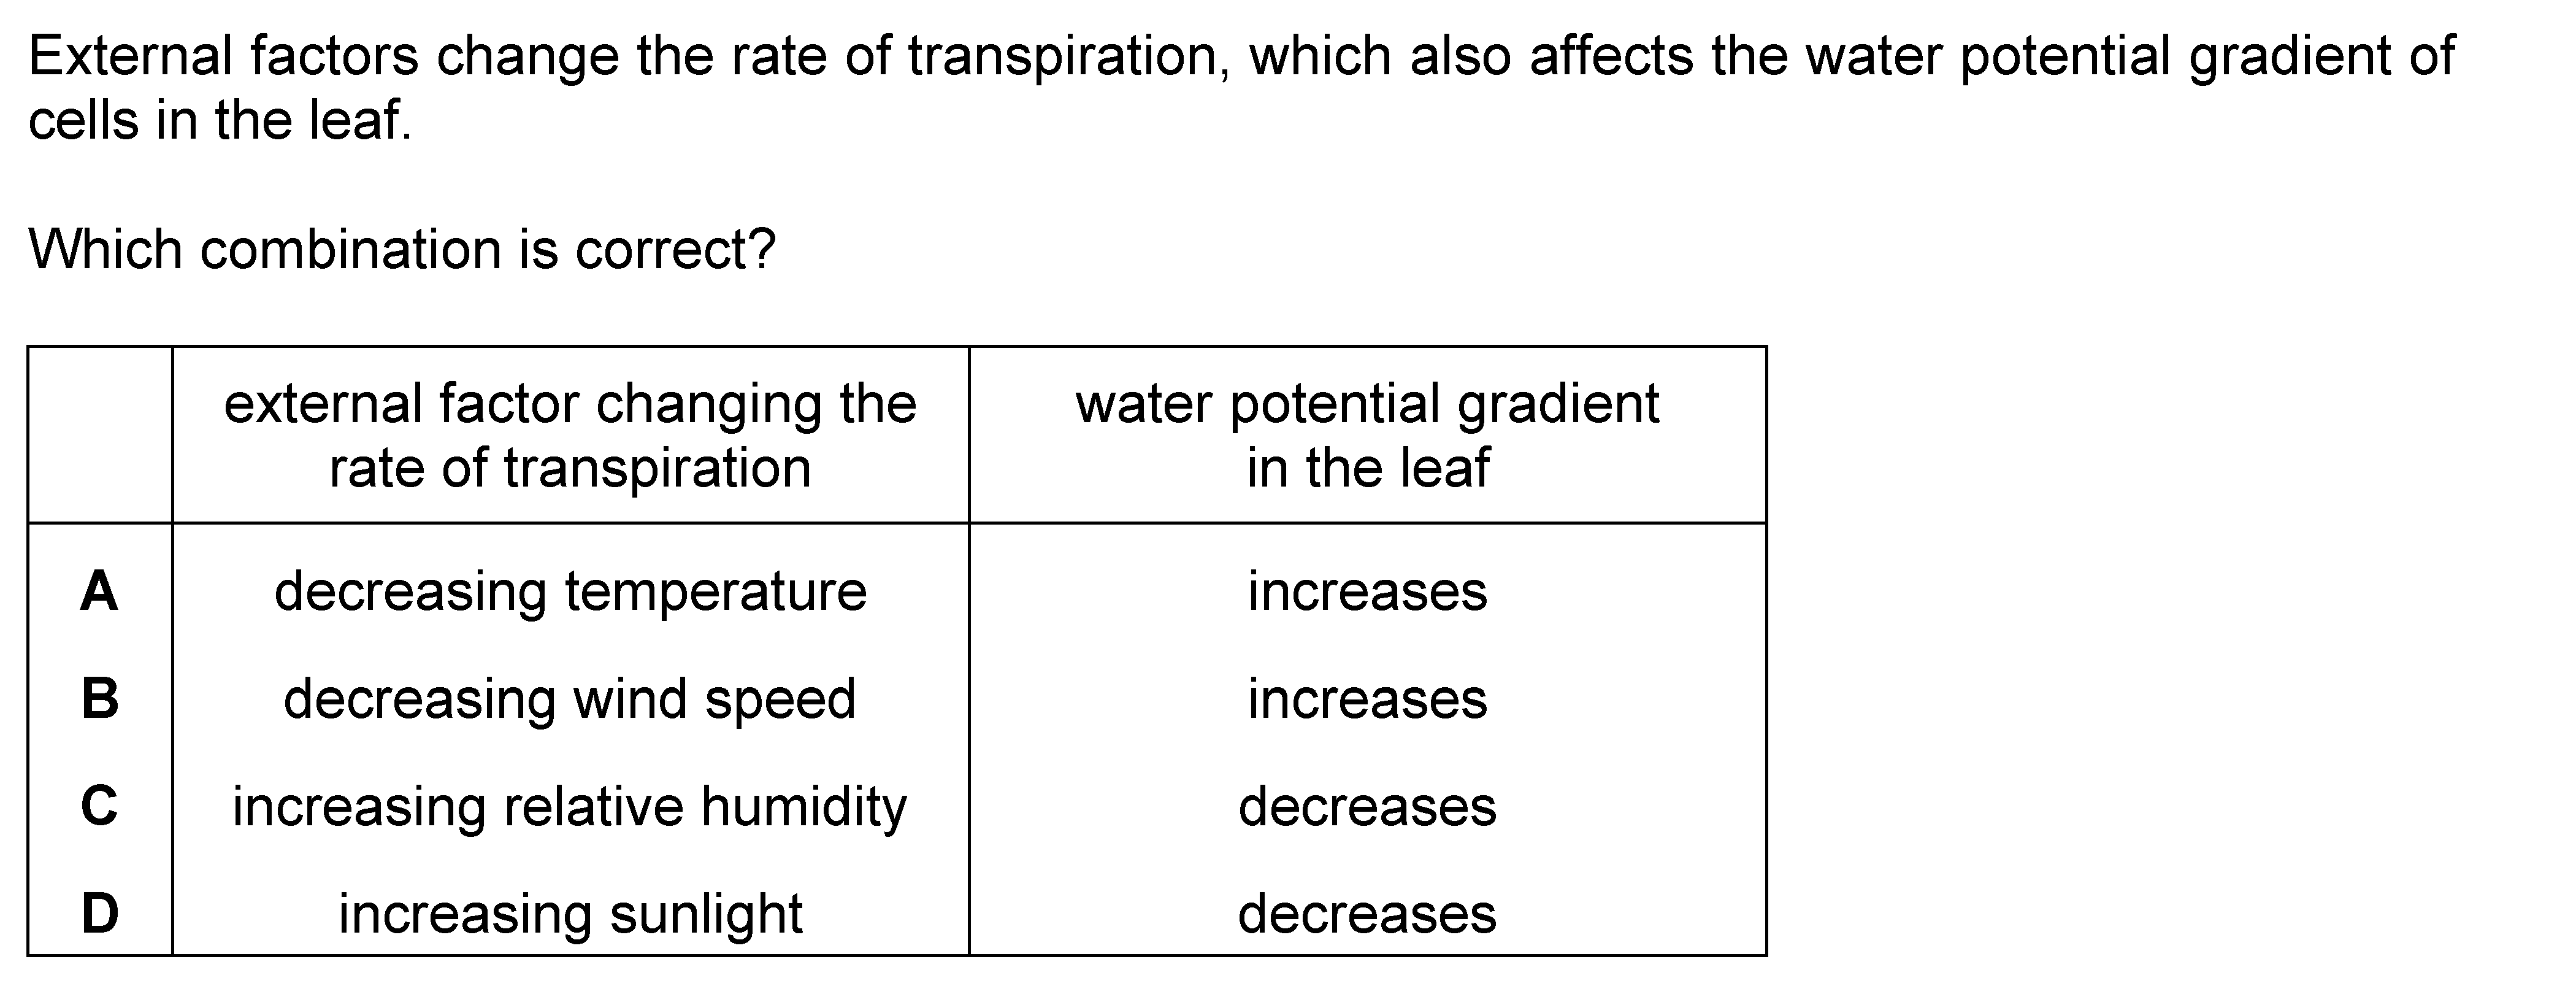 External factors change the rate of transpiration, which also affects the water potential gradient of
cells in the leaf.
Which combination is correct?
external factor changing the
rate of transpiration
water potential gradient
in the leaf
A decreasing temperature increases
B decreasing wind speed increases
C increasing relative humidity decreases
D increasing sunlight decreases